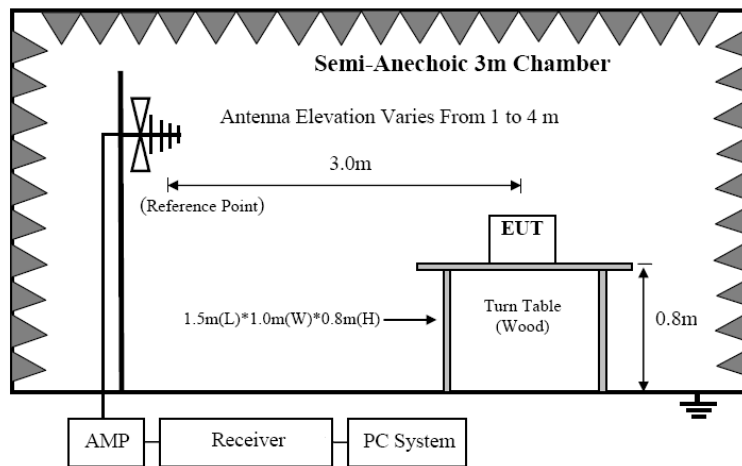 Semi-Anechoic 3m Chamber
Antenna Elevation Varies From 1 to 4 m
3.0m
(Reference Point)
EUT
1.5m(L)*1.0m(W)*0.8m(H)
Turn Table
(Wood)
0.8m
AMP
Receiver
PC System